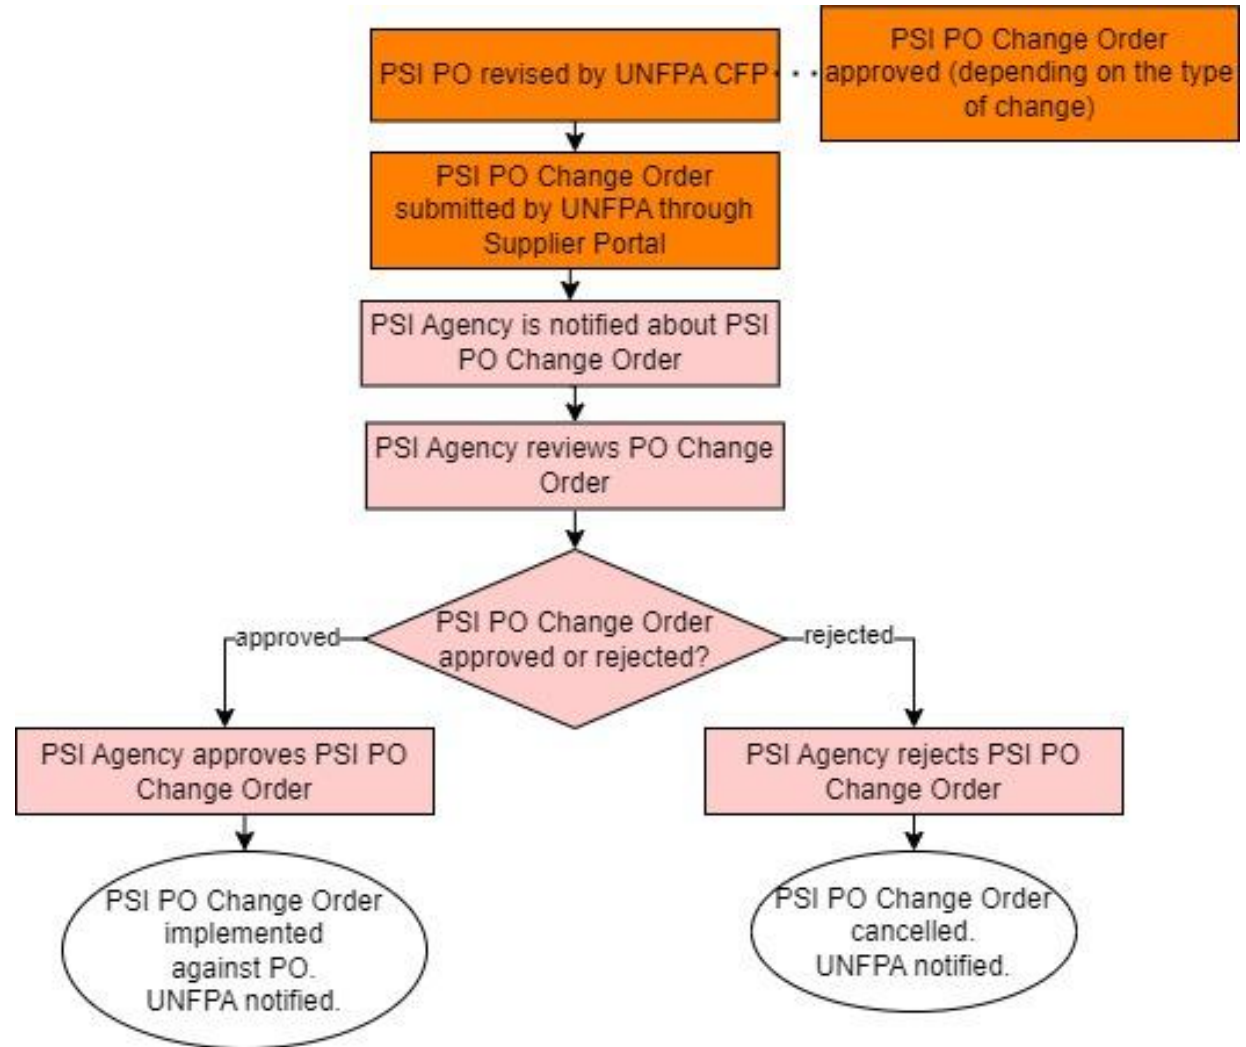 PSI PO revised by UNFPA CFP
PSI PO Change Order
approved (depending on the type
of change)
PSI PO Change Order
submitted by UNFPA through
Supplier Portal
PSI Agency is notified about PSI
PO Change Order
PSI Agency reviews PO Change
Order
PSI PO Change Order
approved or rejected?
approved
rejected
PSI Agency approves PSI PO
Change Order
PSI Agency rejects PSI PO
Change Order
PSI PO Change Order
implemented
against PO.
UNFPA notified.
PSI PO Change Order
cancelled.
UNFPA notified.